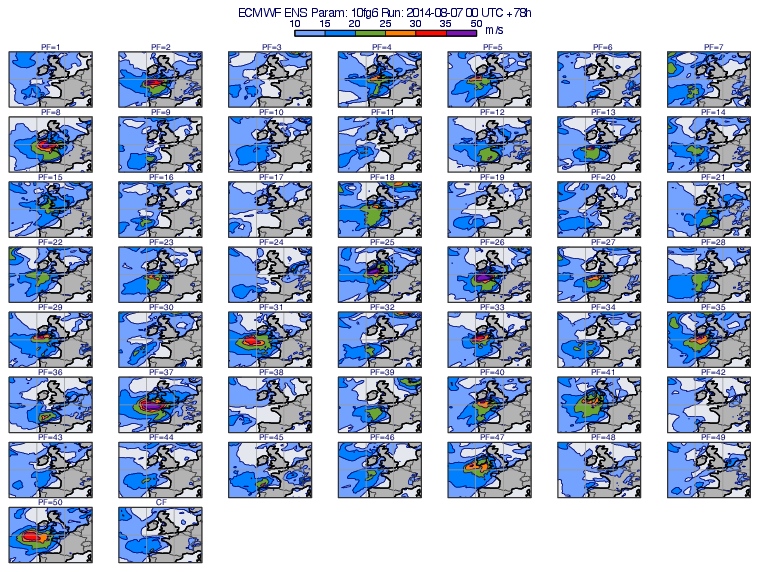 ECMWF ENS Param: 10fg6 Run: 2014-08-07 00 UTC +78h
10 15 20 25 30 35 50 m/s
PF=1 PF=2 PF=3 PF=4 PF=5 PF=6 PF=7
PF=8 PF=9 PF=10 PF=11 PF=12 PF=13 PF=14
PF=15 PF=16 PF=17 PF=18 PF=19 PF=20 PF=21
PF=22 PF=23 PF=24 PF=25 PF=26 PF=27 PF=28
PF=29 PF=30 PF=31 PF=32 PF=33 PF=34 PF=35
PF=36 PF=37 PF=38 PF=39 PF=40 PF=41 PF=42
PF=43 PF=44 PF=45 PF=46 PF=47 PF=48 PF=49
PF=50 CF